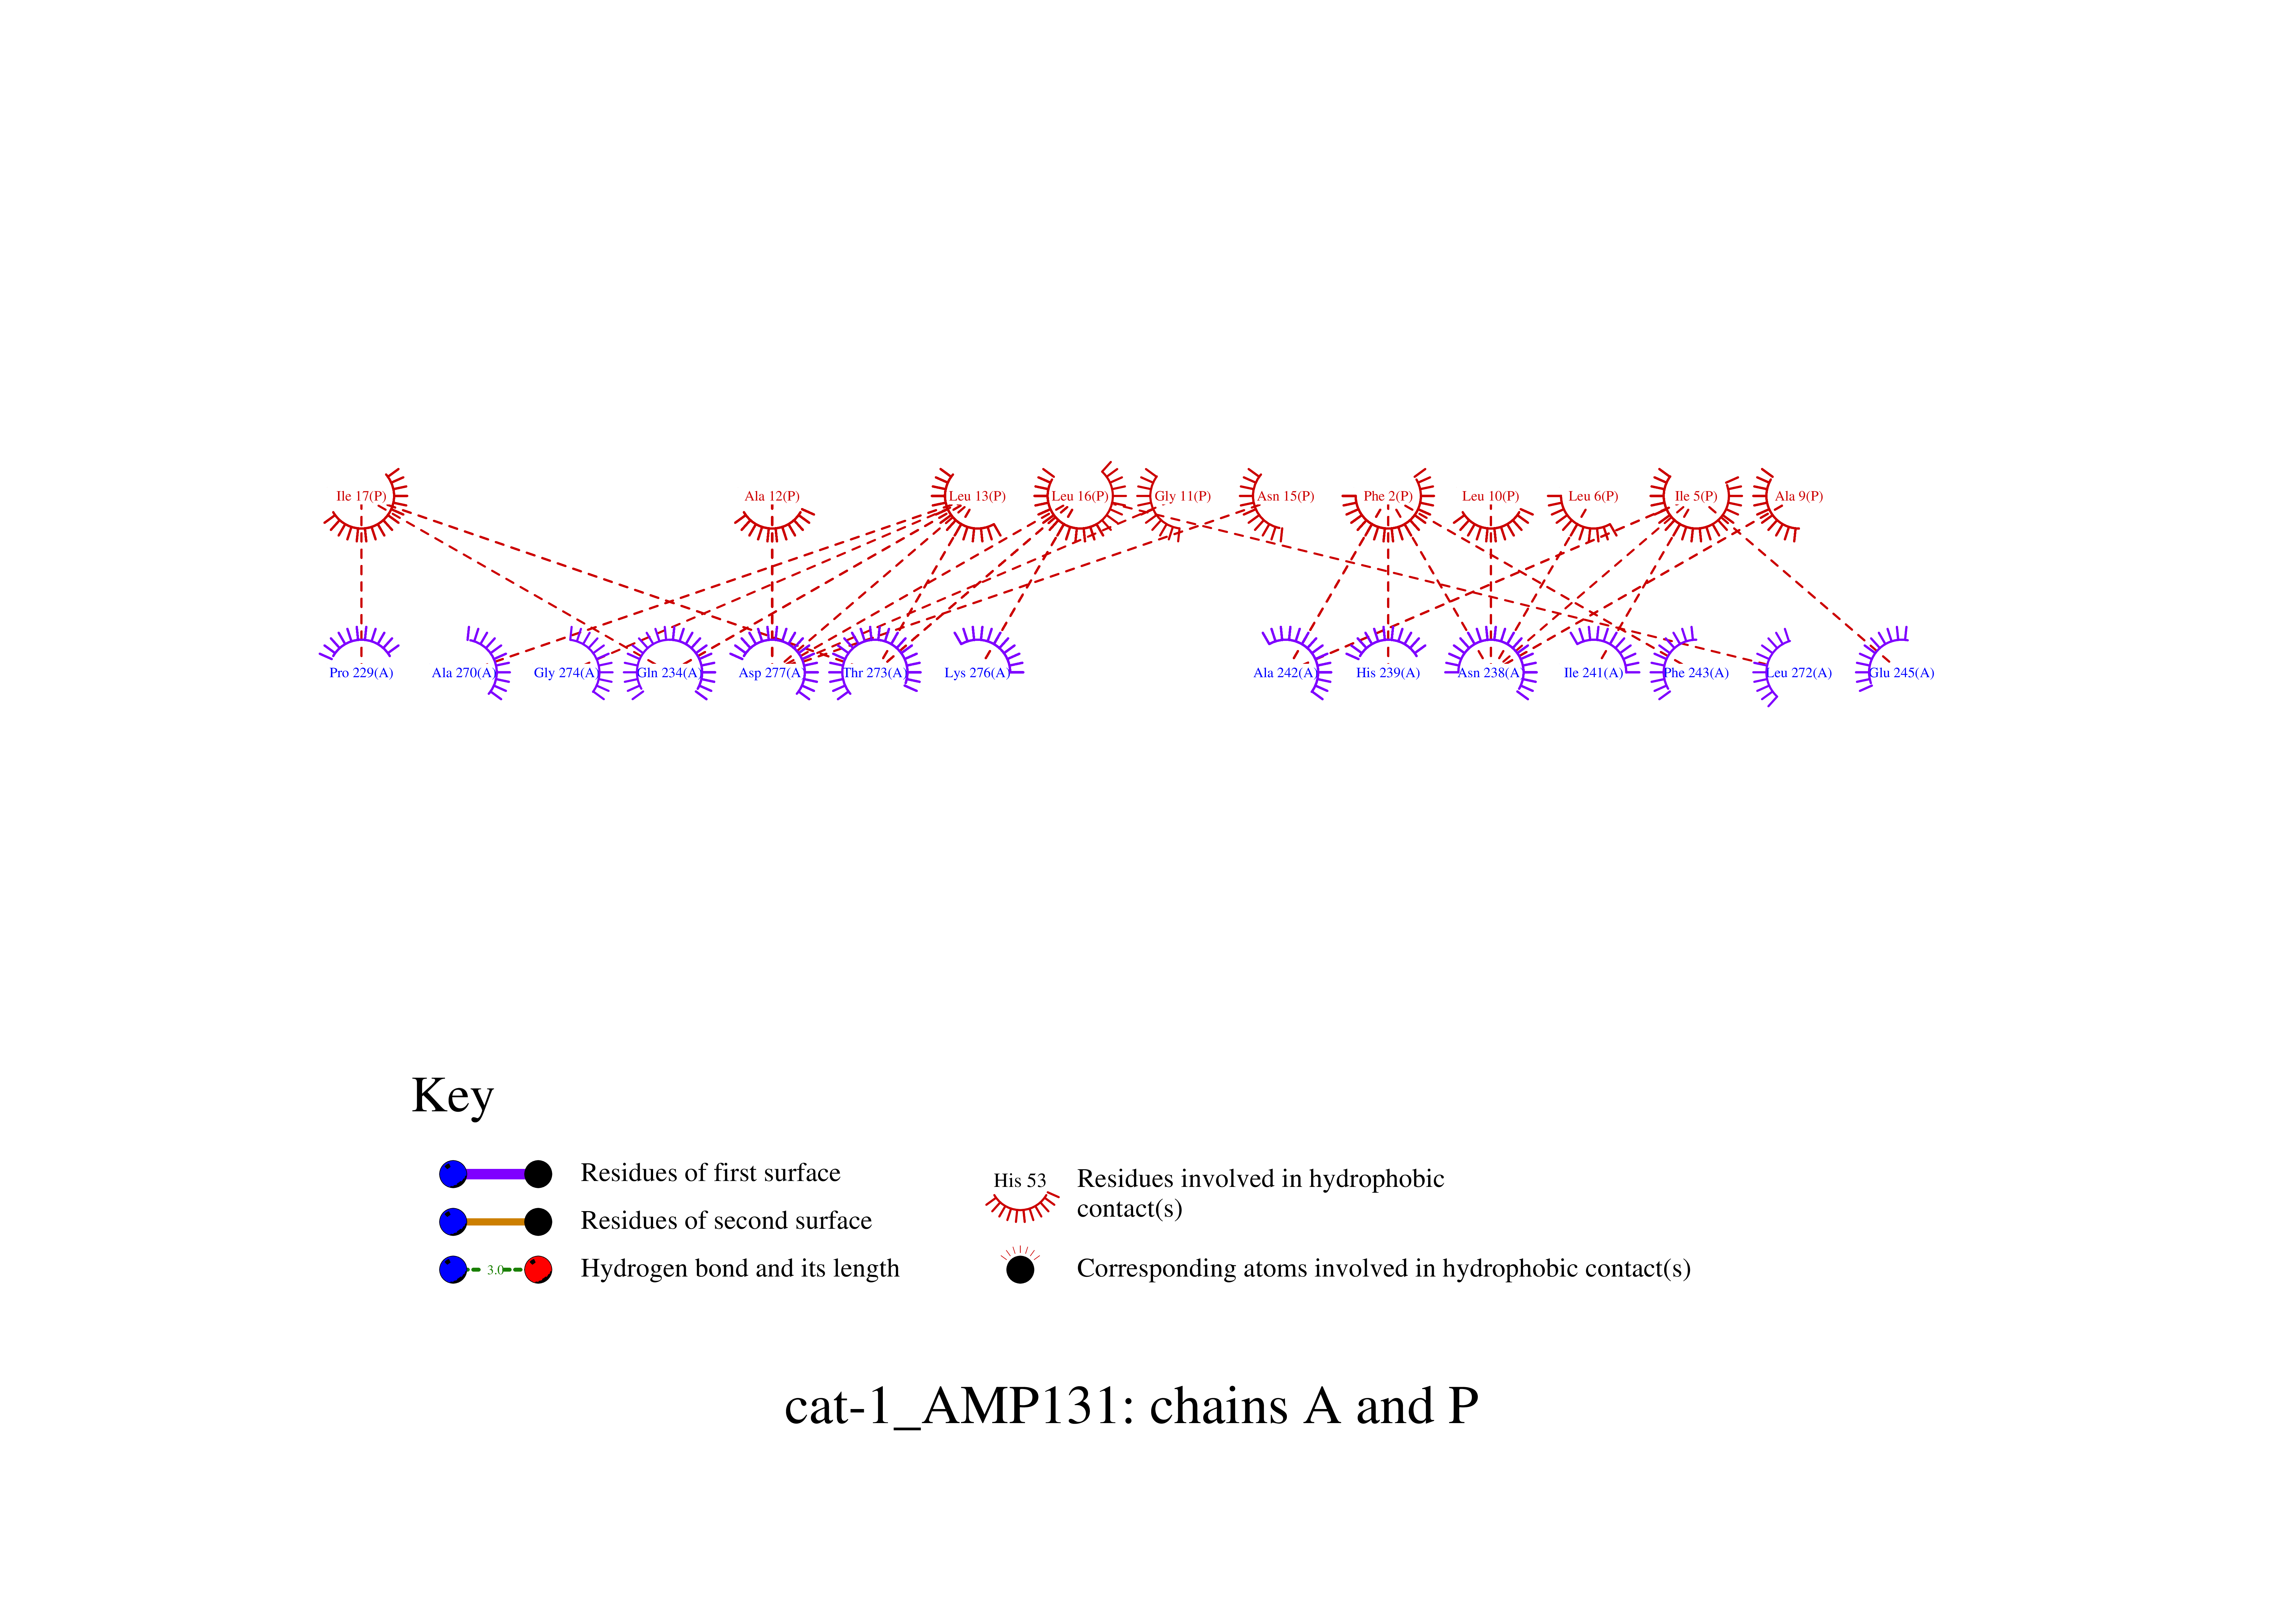 Ile 17(P) Ala 12(P) Leu 13(P) Leu 16(P) Gly 11(P) Asn 15(P) Phe 2(P) Leu 10(P) Leu 6(P) Ile 5(P) Ala 9(P)
Pro 229(A) Ala 270(A) Gly 274(A) Gln 234(A) Asp 277(A) Thr 273(A) Lys 276(A) Ala 242(A) His 239(A) Asn 238(A) Ile 241(A) Phe 243(A) Leu 272(A) Glu 245(A)
Key
Residues of first surface
Residues of second surface
3.0 Hydrogen bond and its length
His 53 Residues involved in hydrophobic
contact(s)
Corresponding atoms involved in hydrophobic contact(s)
cat-1_AMP131: chains A and P